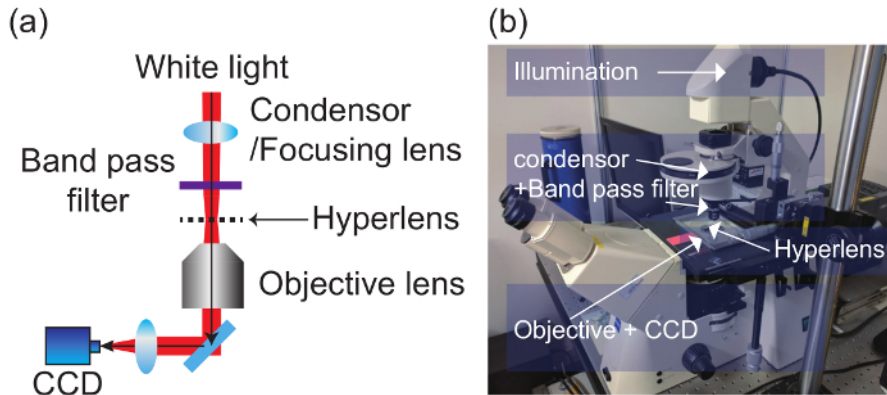 (a)
White light
Condensor
/Focusing lens
Band pass
filter
Hyperlens
Objective lens
CCD
(b)
Illumination
condensor
+Band pass filter
Hyperlens
Objective + CCD